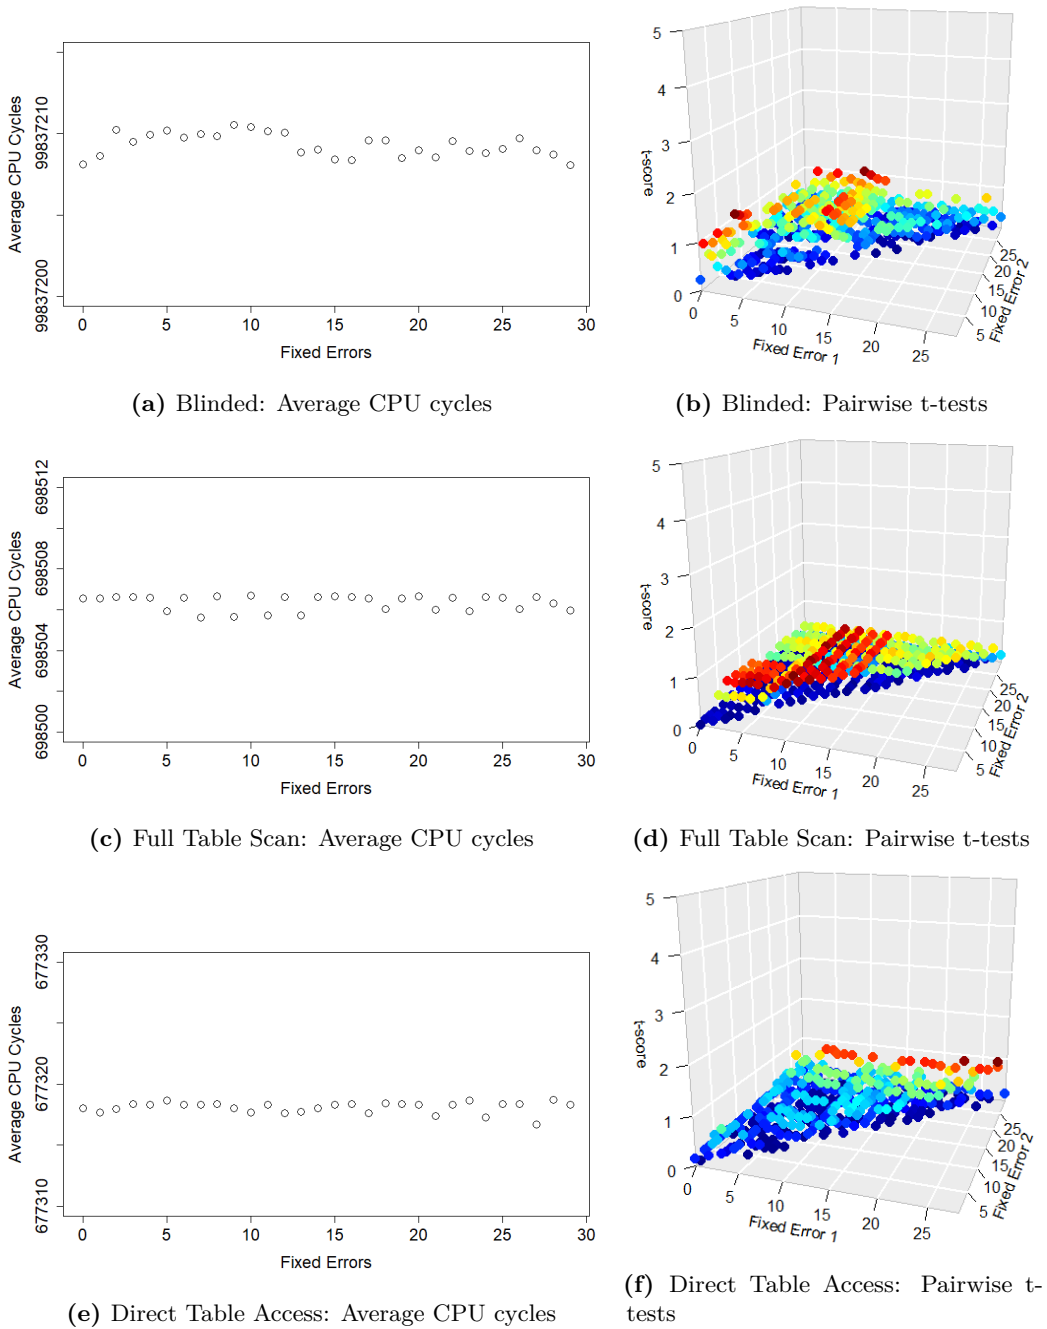 99837210
99837200
Average CPU Cycles
0 5 10 15 20 25 30
Fixed Errors
(a) Blinded: Average CPU cycles
5
4
3
2
1
0
t-score
0 5 10 15 20 25
Fixed Error 1
5 10 15 20 25
Fixed Error 2
(b) Blinded: Pairwise t-tests
698512
698508
698504
698500
Average CPU Cycles
0 5 10 15 20 25 30
Fixed Errors
(c) Full Table Scan: Average CPU cycles
5
4
3
2
1
0
t-score
0 5 10 15 20 25
Fixed Error 1
5 10 15 20 25
Fixed Error 2
(d) Full Table Scan: Pairwise t-tests
677330
677320
677310
Average CPU Cycles
0 5 10 15 20 25 30
Fixed Errors
(e) Direct Table Access: Average CPU cycles
5
4
3
2
1
0
t-score
0 5 10 15 20 25
Fixed Error 1
5 10 15 20 25
Fixed Error 2
(f) Direct Table Access: Pairwise t-
tests